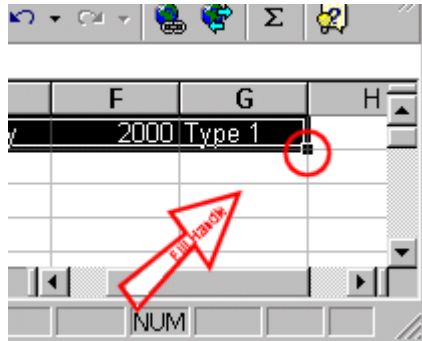 Σ
F G H
y 2000 Type 1
Fill Handle
NUM